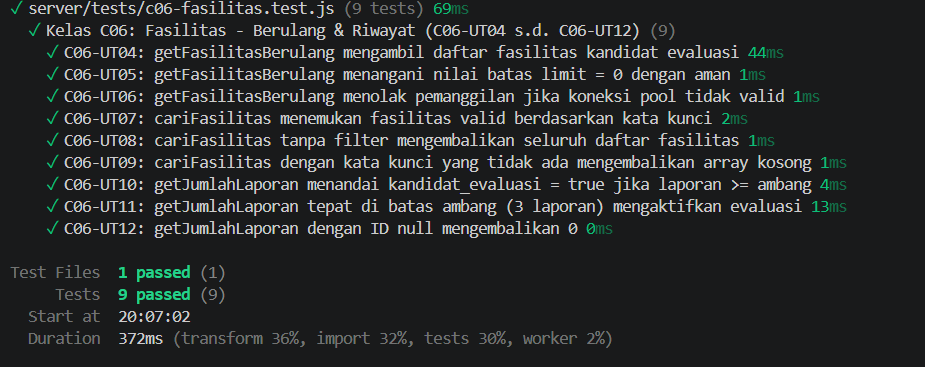 ✓ server/tests/c06-fasilitas.test.js (9 tests) 69ms
✓ Kelas C06: Fasilitas - Berulang & Riwayat (C06-UT04 s.d. C06-UT12) (9)
✓ C06-UT04: getFasilitasBerulang mengambil daftar fasilitas kandidat evaluasi 44ms
✓ C06-UT05: getFasilitasBerulang menangani nilai batas limit = 0 dengan aman 1ms
✓ C06-UT06: getFasilitasBerulang menolak pemanggilan jika koneksi pool tidak valid 1ms
✓ C06-UT07: cariFasilitas menemukan fasilitas valid berdasarkan kata kunci 2ms
✓ C06-UT08: cariFasilitas tanpa filter mengembalikan seluruh daftar fasilitas 1ms
✓ C06-UT09: cariFasilitas dengan kata kunci yang tidak ada mengembalikan array kosong 1ms
✓ C06-UT10: getJumlahLaporan menandai kandidat_evaluasi = true jika laporan >= ambang 4ms
✓ C06-UT11: getJumlahLaporan tepat di batas ambang (3 laporan) mengaktifkan evaluasi 13ms
✓ C06-UT12: getJumlahLaporan dengan ID null mengembalikan 0 0ms
Test Files 1 passed (1)
Tests 9 passed (9)
Start at 20:07:02
Duration 372ms (transform 36%, import 32%, tests 30%, worker 2%)